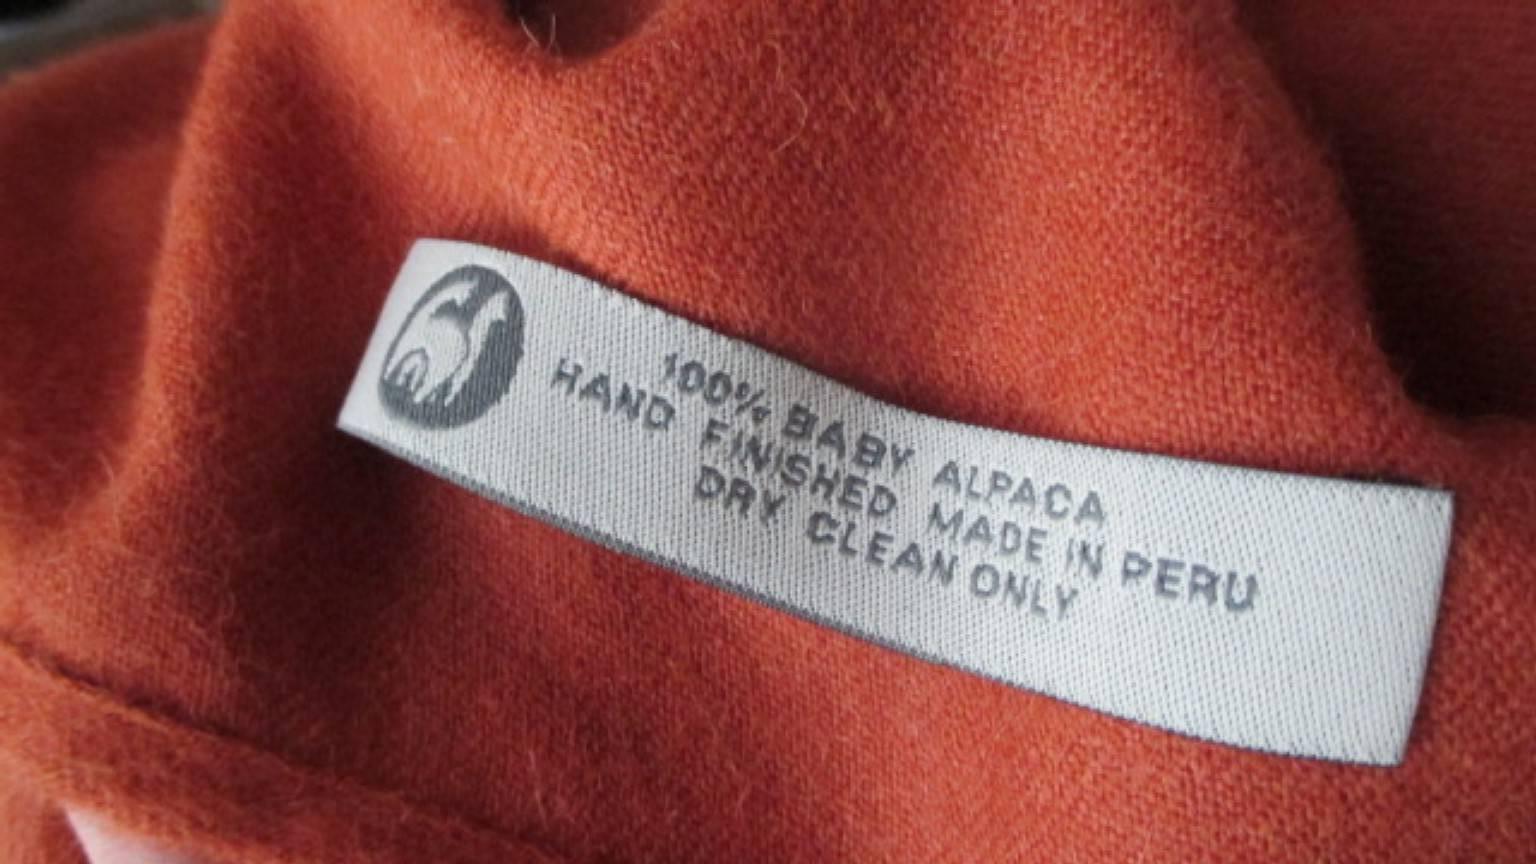 100% BABY ALPACA
HAND FINISHED MADE IN PERU
DRY CLEAN ONLY